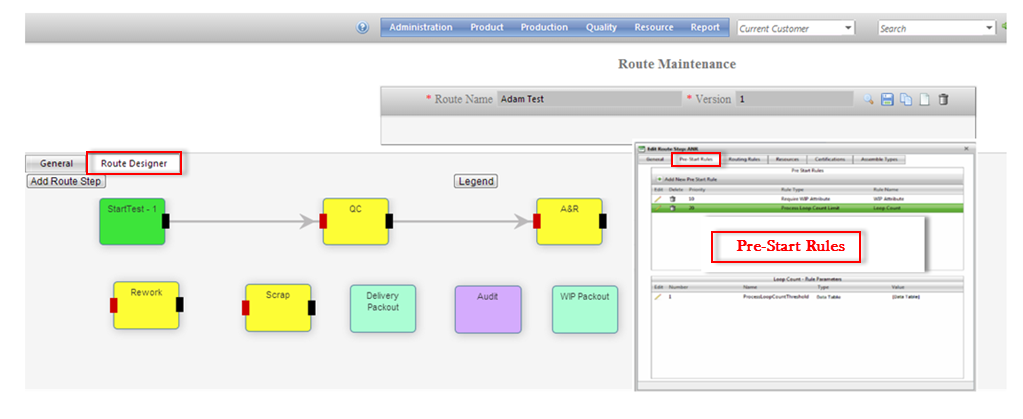 Administration Product Production Quality Resource Report Current Customer Search
Route Maintenance
* Route Name Adam Test * Version 1
General Route Designer
Add Route Step Legend
StartTest - 1 QC A&R
Rework Scrap Delivery Packout Audit WIP Packout
Edit Route Step: A&R
General Pre Start Rules Routing Rules Resources Certifications Assemble Types
Pre Start Rules
Add New Pre Start Rule
Edit Delete Priority Rule Type Rule Name
10 Require WIP Attribute WIP Attribute
20 Process Loop Count Limit Loop Count
Pre-Start Rules
Loop Count - Rule Parameters
Edit Number Name Type Value
1 ProcessLoopCountThreshold Data Table [Data Table]